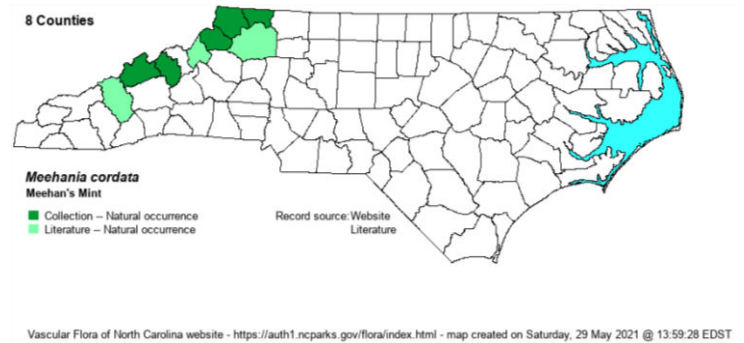 8 Counties
Meehania cordata
Meehan's Mint
Collection -- Natural occurrence
Literature -- Natural occurrence
Record source: Website
Literature
Vascular Flora of North Carolina website - https://auth1.ncparks.gov/flora/index.html - map created on Saturday, 29 May 2021 @ 13:59:28 EDST